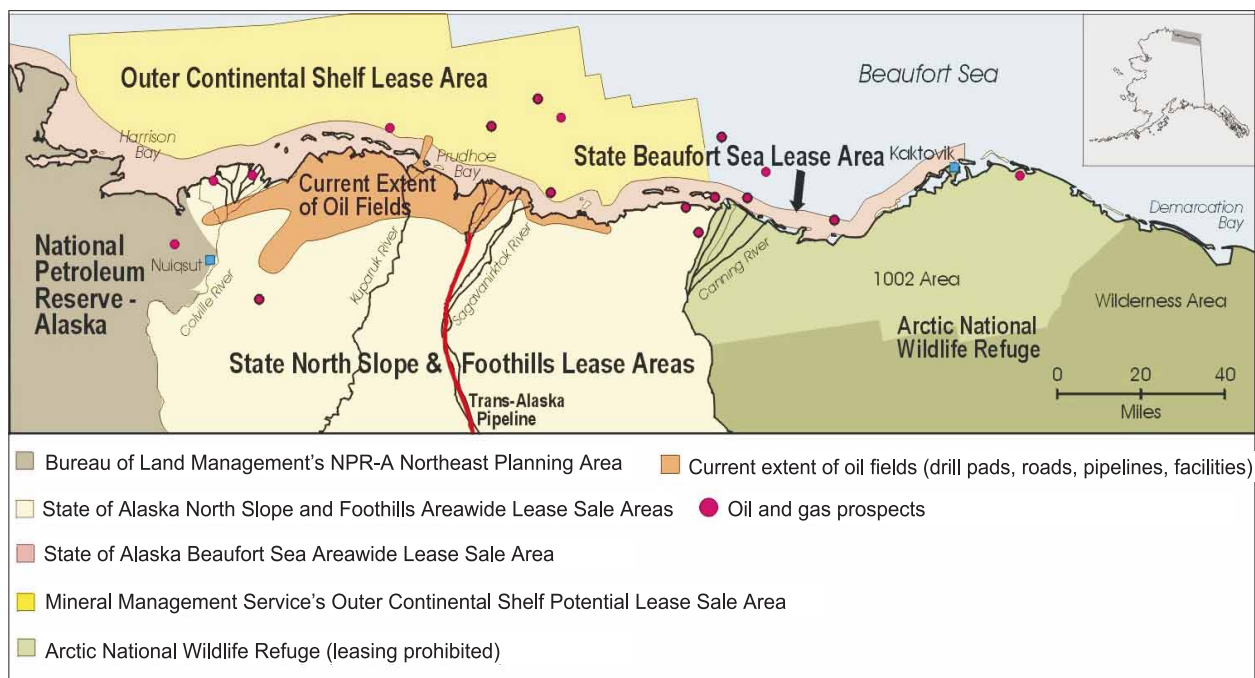 Outer Continental Shelf Lease Area
Beaufort Sea
Harrison
Bay
Prudhoe
Bay
State Beaufort Sea Lease Area
Kaktovik
Current Extent
of Oil Fields
Demarcation
Bay
National
Petroleum
Reserve -
Alaska
Nuiqsut
Colville River
Kuparuk River
Sagavanirktok River
Canning River
1002 Area
Wilderness Area
Arctic National
Wildlife Refuge
State North Slope & Foothills Lease Areas
Trans-Alaska
Pipeline
0 20 40
Miles
Bureau of Land Management's NPR-A Northeast Planning Area
Current extent of oil fields (drill pads, roads, pipelines, facilities)
State of Alaska North Slope and Foothills Areawide Lease Sale Areas
Oil and gas prospects
State of Alaska Beaufort Sea Areawide Lease Sale Area
Mineral Management Service's Outer Continental Shelf Potential Lease Sale Area
Arctic National Wildlife Refuge (leasing prohibited)